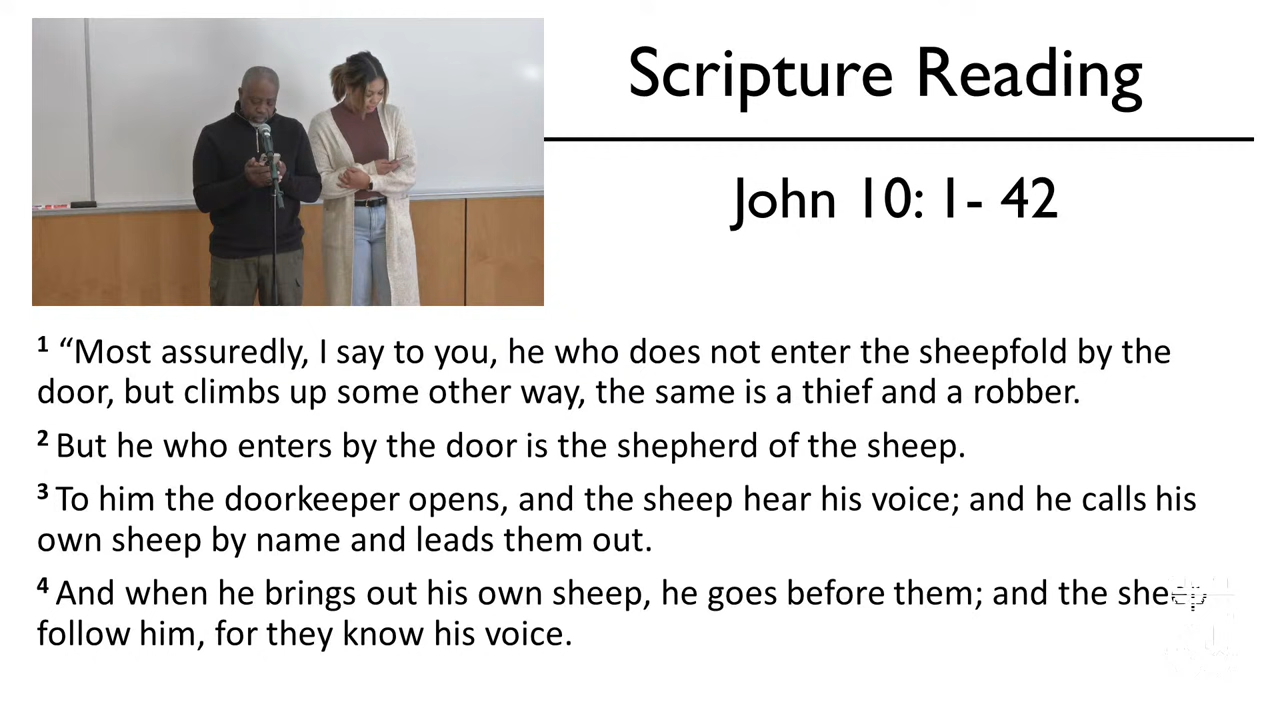 Scripture Reading
John 10: 1- 42
1 “Most assuredly, I say to you, he who does not enter the sheepfold by the
door, but climbs up some other way, the same is a thief and a robber.
2 But he who enters by the door is the shepherd of the sheep.
3 To him the doorkeeper opens, and the sheep hear his voice; and he calls his
own sheep by name and leads them out.
4 And when he brings out his own sheep, he goes before them; and the sheep
follow him, for they know his voice.